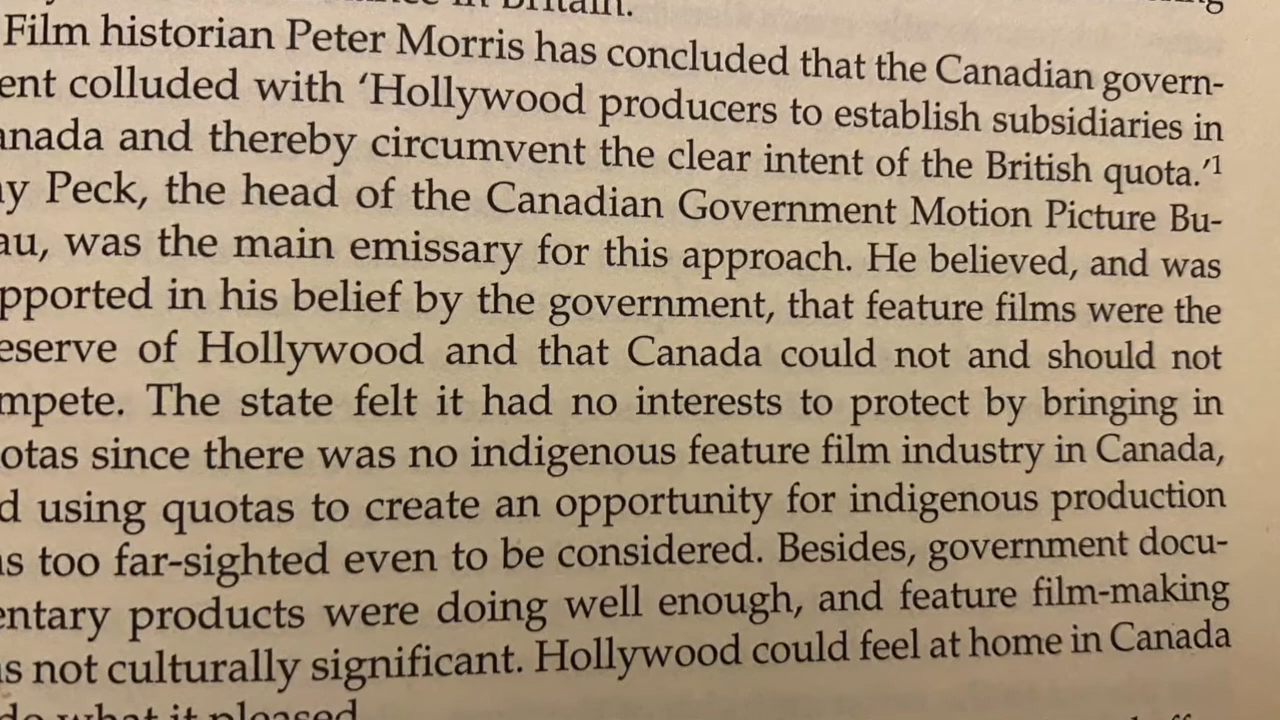 in Britain.
Film historian Peter Morris has concluded that the Canadian govern-
ent colluded with ‘Hollywood producers to establish subsidiaries in
anada and thereby circumvent the clear intent of the British quota.’1
y Peck, the head of the Canadian Government Motion Picture Bu-
au, was the main emissary for this approach. He believed, and was
pported in his belief by the government, that feature films were the
eserve of Hollywood and that Canada could not and should not
mpete. The state felt it had no interests to protect by bringing in
otas since there was no indigenous feature film industry in Canada,
d using quotas to create an opportunity for indigenous production
s too far-sighted even to be considered. Besides, government docu-
entary products were doing well enough, and feature film-making
s not culturally significant. Hollywood could feel at home in Canada
do what it pleased